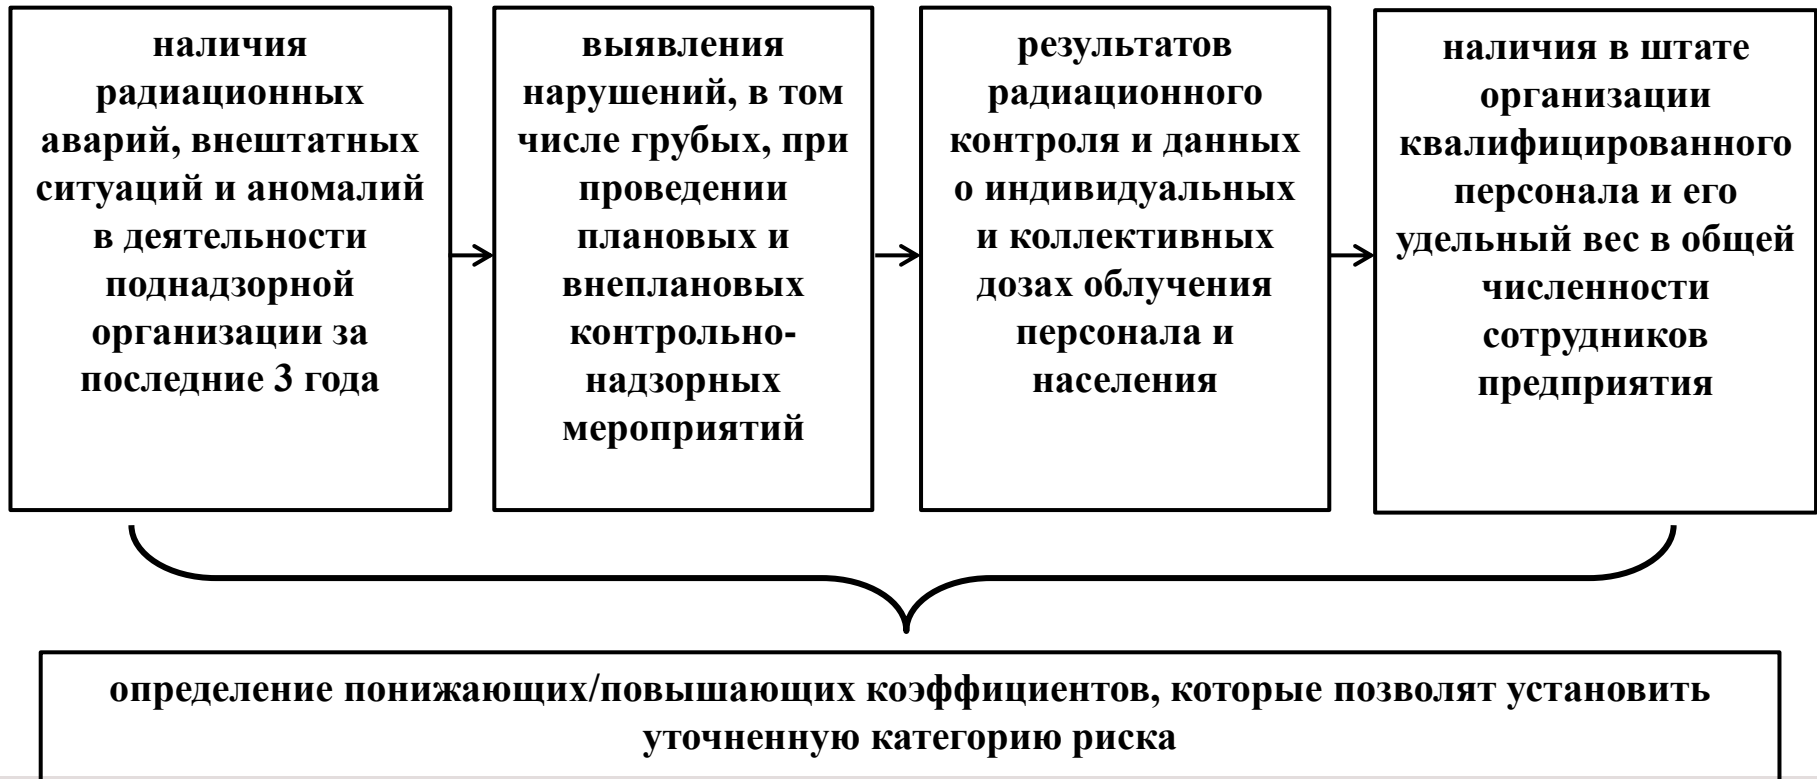 наличия
радиационных
аварий, внештатных
ситуаций и аномалий
в деятельности
поднадзорной
организации за
последние 3 года
выявления
нарушений, в том
числе грубых, при
проведении
плановых и
внеплановых
контрольно-
надзорных
мероприятий
результатов
радиационного
контроля и данных
о индивидуальных
и коллективных
дозах облучения
персонала и
населения
наличия в штате
организации
квалифицированного
персонала и его
удельный вес в общей
численности
сотрудников
предприятия
определение понижающих/повышающих коэффициентов, которые позволят установить
уточненную категорию риска